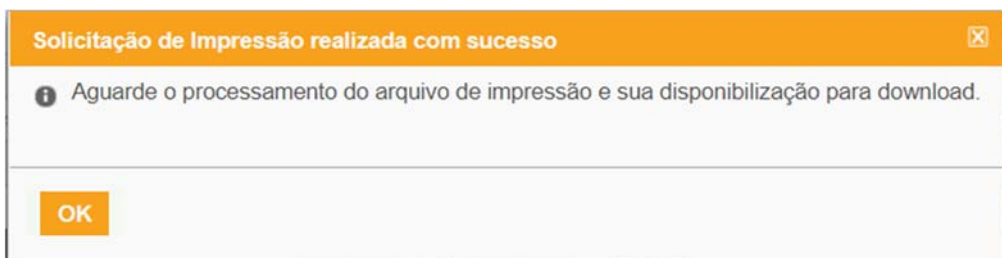 Solicitação de Impressão realizada com sucesso
Aguarde o processamento do arquivo de impressão e sua disponibilização para download.
OK